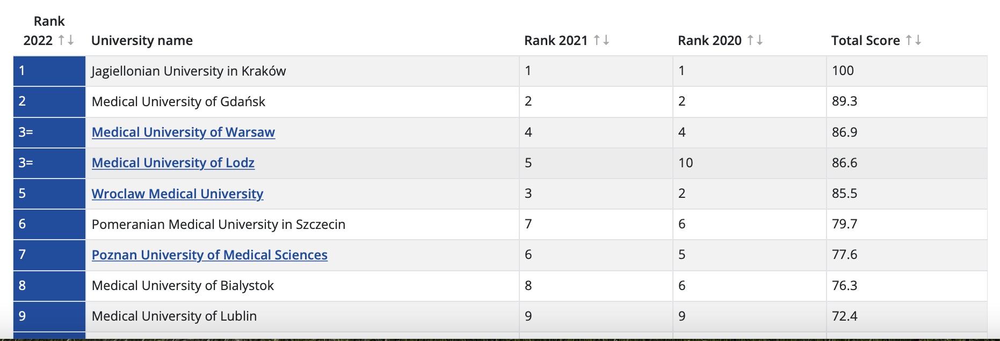 Rank 2022 ↑↓ University name Rank 2021 ↑↓ Rank 2020 ↑↓ Total Score ↑↓
1 Jagiellonian University in Kraków 1 1 100
2 Medical University of Gdańsk 2 2 89.3
3= Medical University of Warsaw 4 4 86.9
3= Medical University of Lodz 5 10 86.6
5 Wroclaw Medical University 3 2 85.5
6 Pomeranian Medical University in Szczecin 7 6 79.7
7 Poznan University of Medical Sciences 6 5 77.6
8 Medical University of Bialystok 8 6 76.3
9 Medical University of Lublin 9 9 72.4